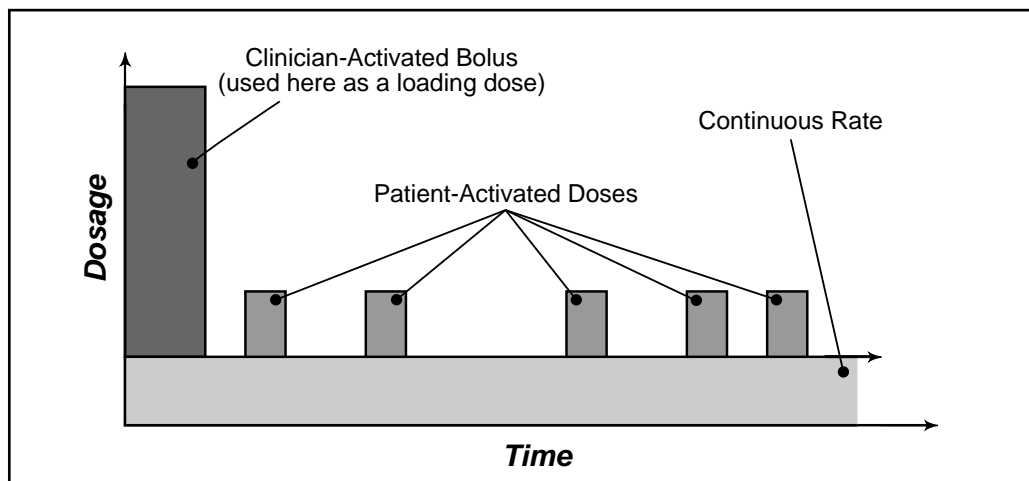 Clinician-Activated Bolus
(used here as a loading dose)
Continuous Rate
Patient-Activated Doses
Dosage
Time